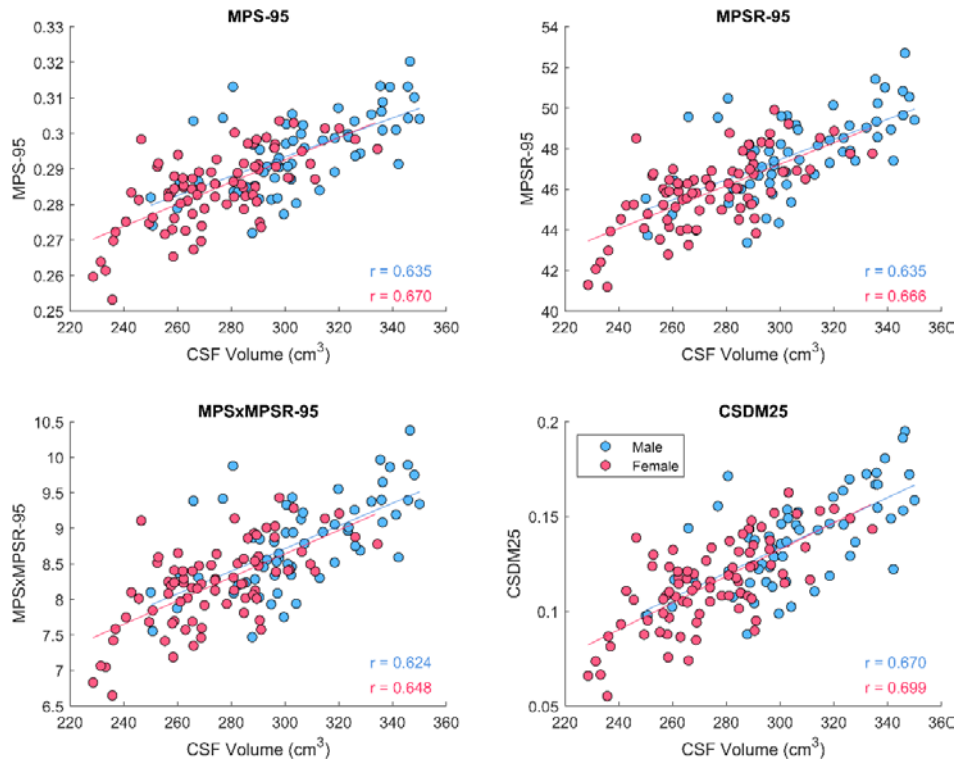 MPS-95
0.33
0.32
0.31
0.3
0.29
0.28
0.27
0.26
0.25
MPS-95
r = 0.635
r = 0.670
220 240 260 280 300 320 340 360
CSF Volume (cm³)
MPSR-95
54
52
50
48
46
44
42
40
MPSR-95
r = 0.635
r = 0.666
220 240 260 280 300 320 340 360
CSF Volume (cm³)
MPSxMPSR-95
10.5
10
9.5
9
8.5
8
7.5
7
6.5
MPSxMPSR-95
r = 0.624
r = 0.648
220 240 260 280 300 320 340 360
CSF Volume (cm³)
CSDM25
0.2
0.15
0.1
0.05
CSDM25
Male
Female
r = 0.670
r = 0.699
220 240 260 280 300 320 340 360
CSF Volume (cm³)